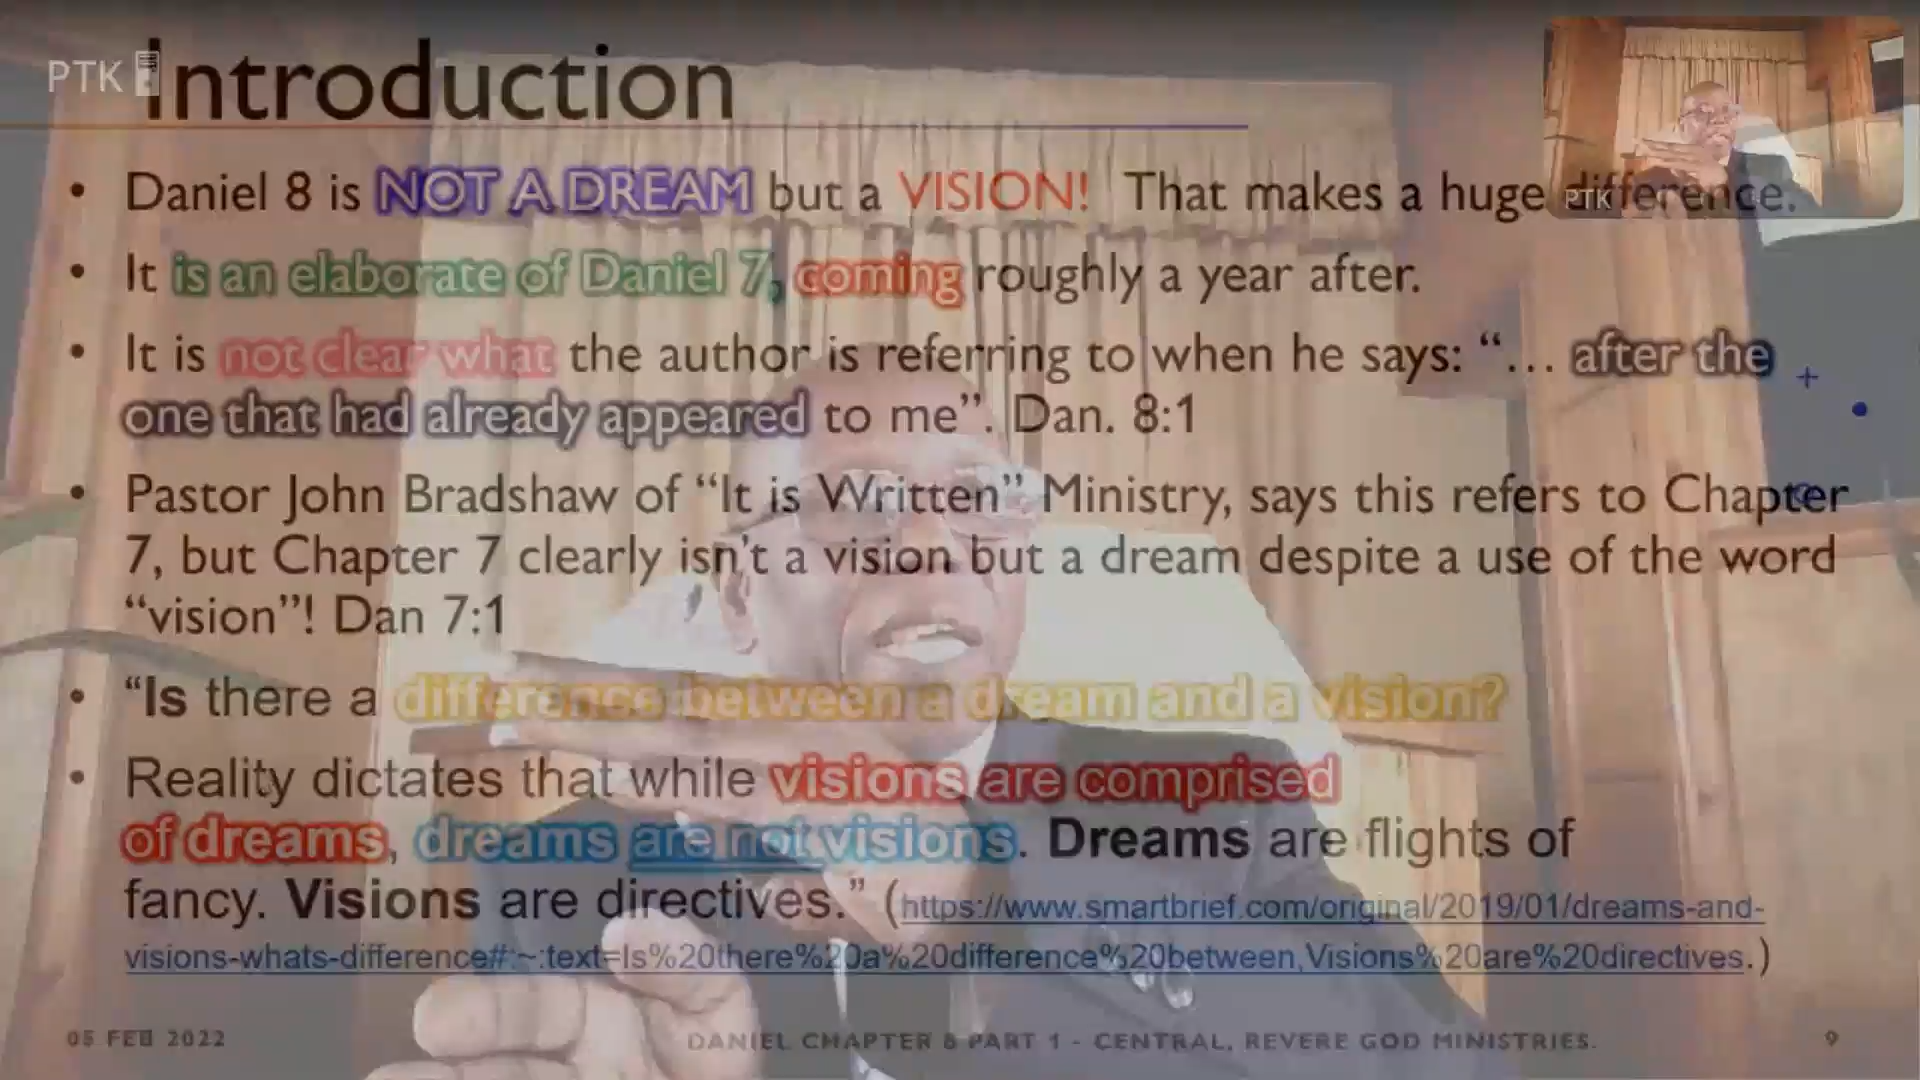 PTK
Introduction
• Daniel 8 is NOT A DREAM but a VISION! That makes a huge difference.
PTK
• It is an elaborate of Daniel 7, coming roughly a year after.
• It is not clear what the author is referring to when he says: “… after the
one that had already appeared to me”. Dan. 8:1
• Pastor John Bradshaw of “It is Written” Ministry, says this refers to Chapter
7, but Chapter 7 clearly isn’t a vision but a dream despite a use of the word
“vision”! Dan 7:1
• “Is there a difference between a dream and a vision?
• Reality dictates that while visions are comprised
of dreams, dreams are not visions. Dreams are flights of
fancy. Visions are directives.” (https://www.smartbrief.com/original/2019/01/dreams-and-
visions-whats-difference#:~:text=Is%20there%20a%20difference%20between,Visions%20are%20directives.)
05 FEB 2022
DANIEL CHAPTER 8 PART 1 - CENTRAL, REVERE GOD MINISTRIES.
9